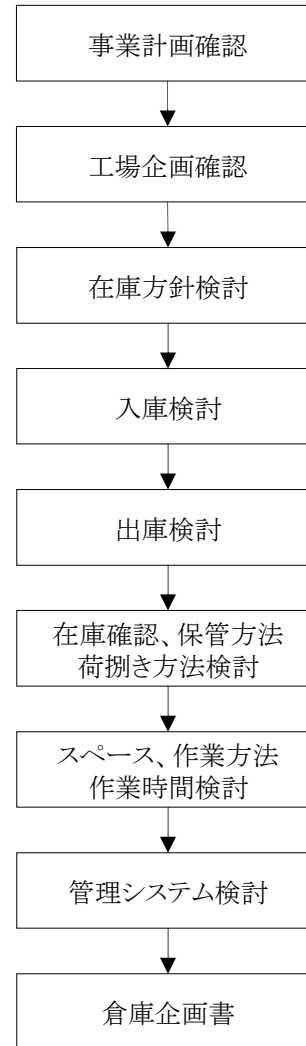 事業計画確認
工場企画確認
在庫方針検討
入庫検討
出庫検討
在庫確認、保管方法
荷捌き方法検討
スペース、作業方法
作業時間検討
管理システム検討
倉庫企画書